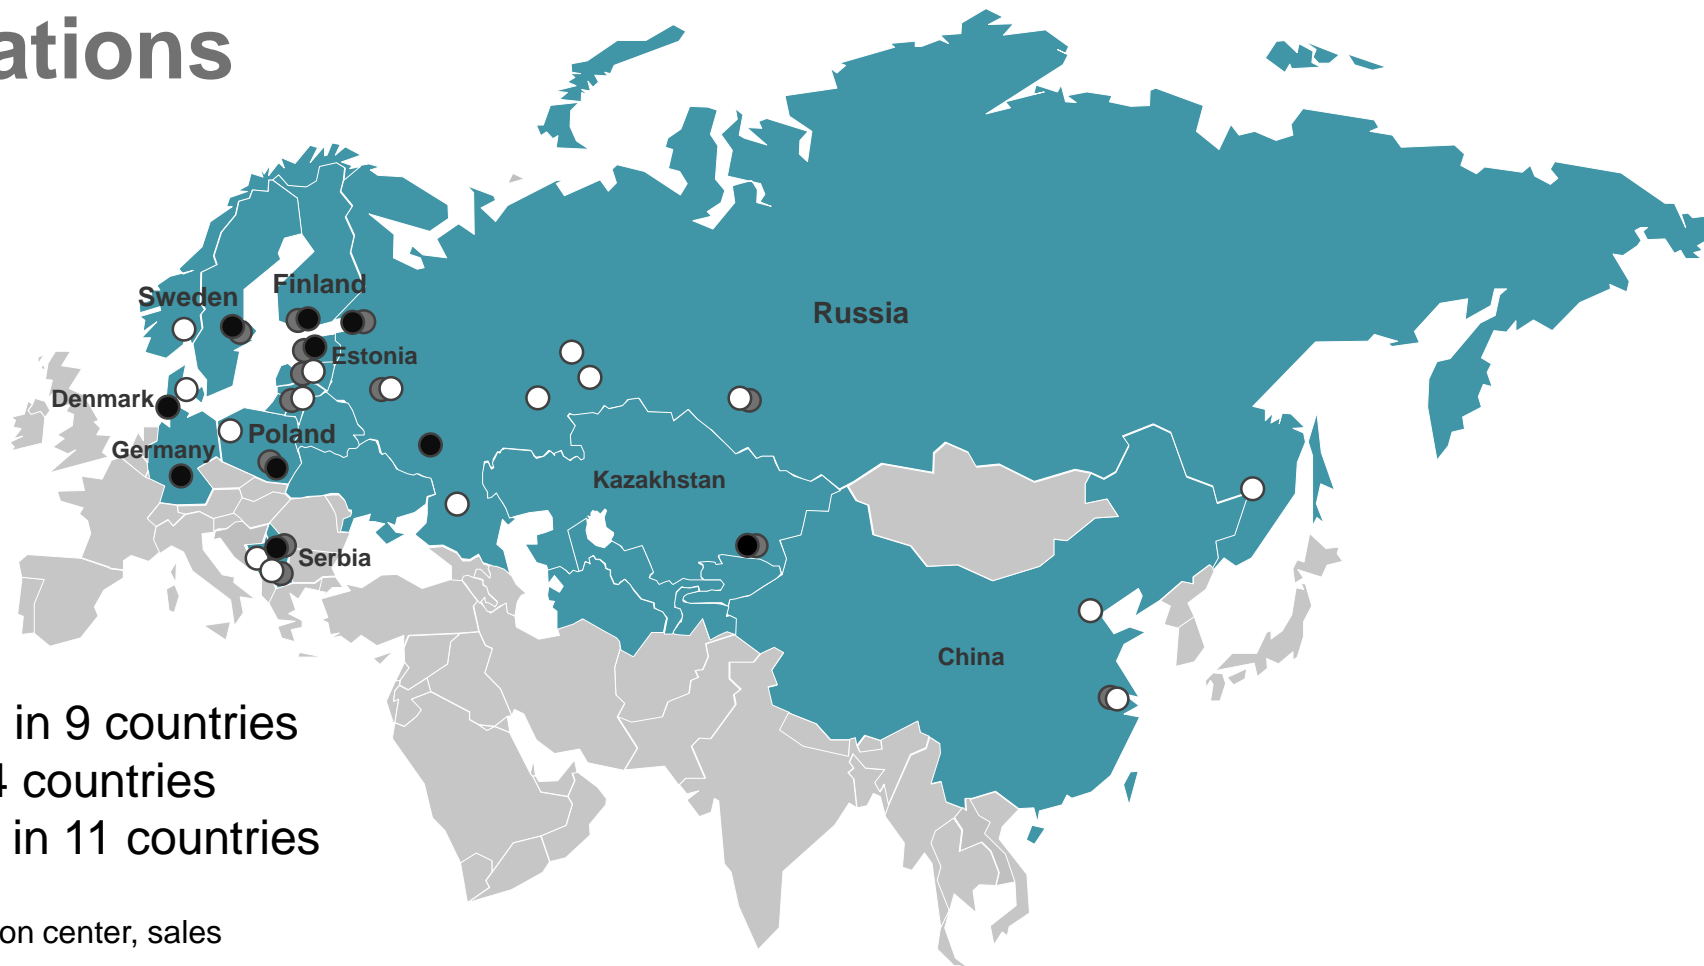 ations
Finland
Sweden
Russia
Estonia
Denmark
Poland
Germany
Kazakhstan
Serbia
China
in 9 countries
4 countries
in 11 countries
on center, sales